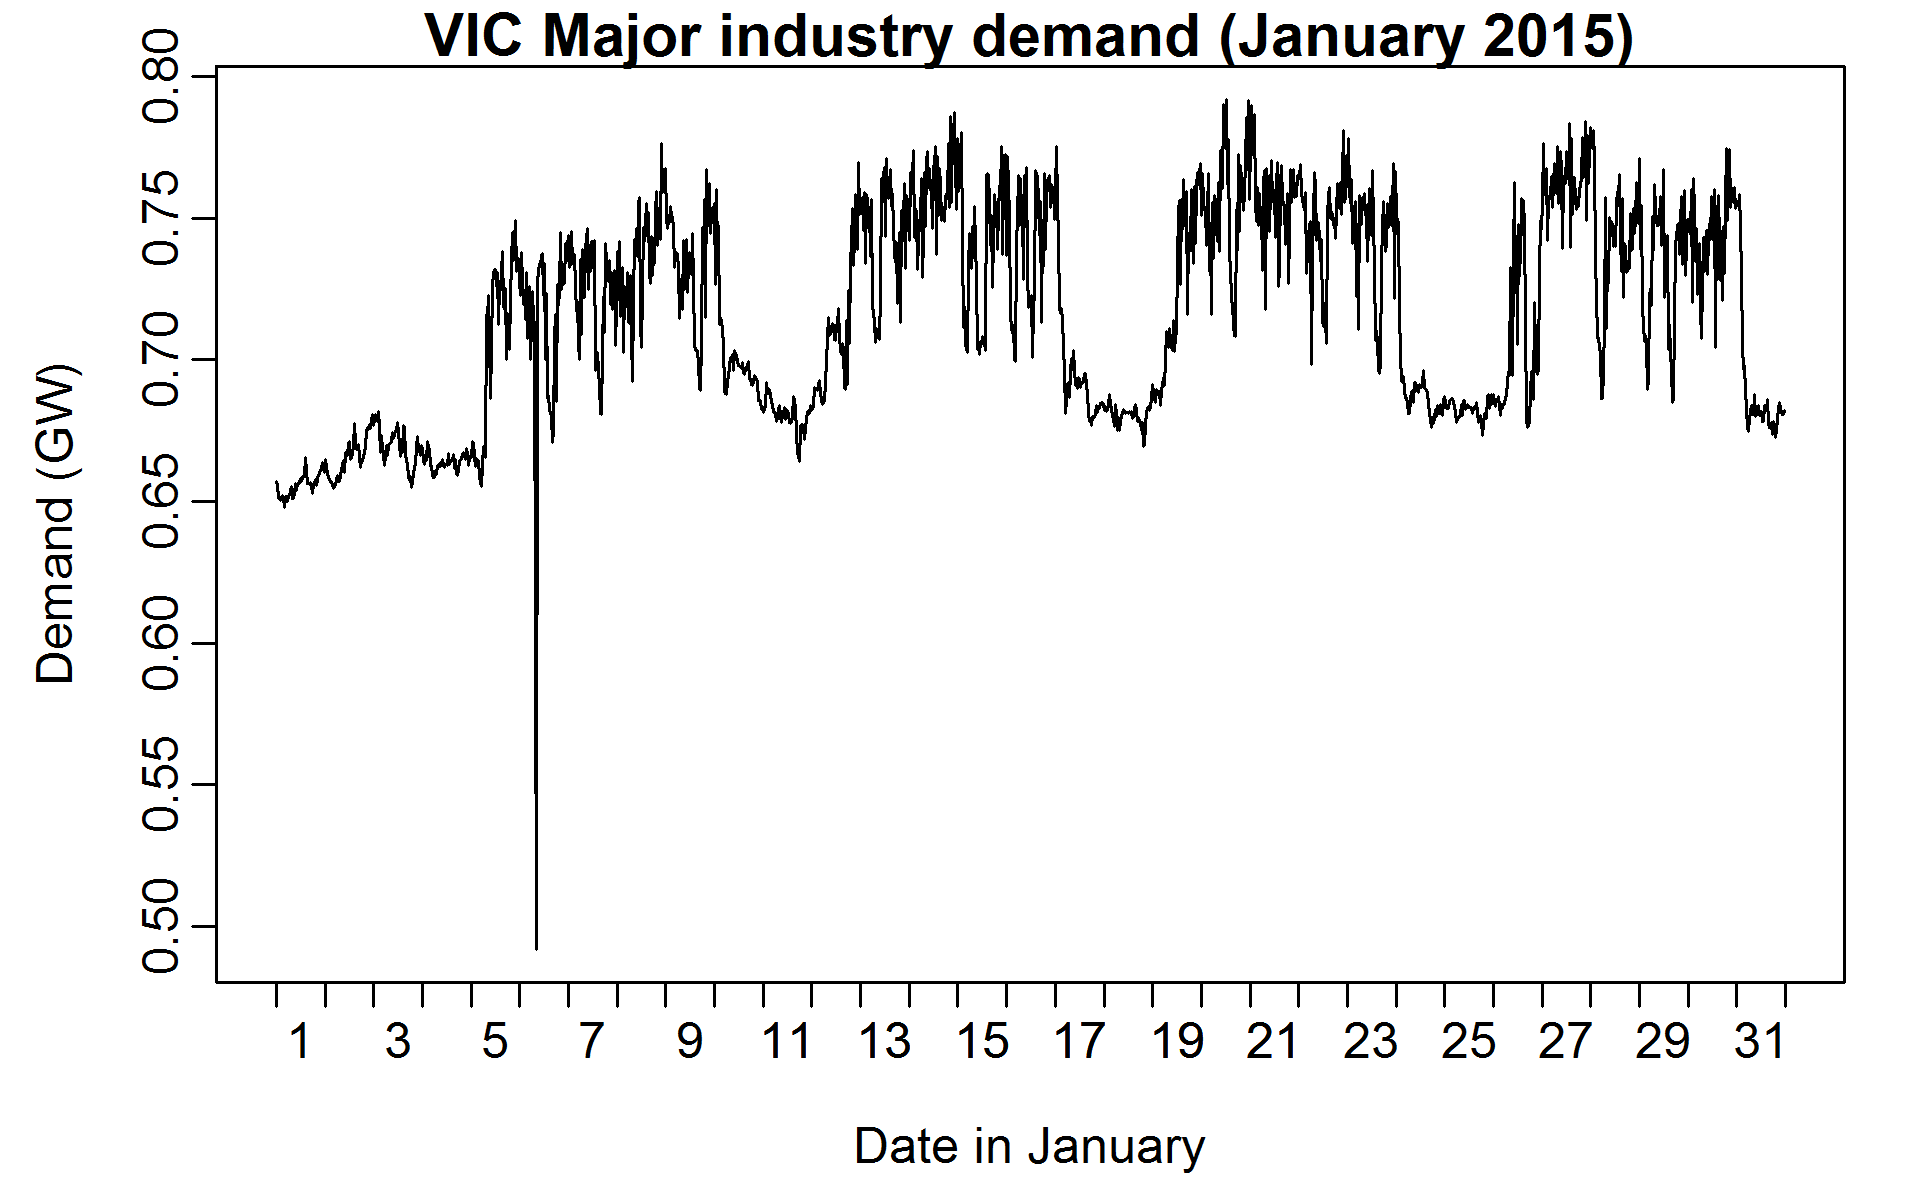 VIC Major industry demand (January 2015)
Demand (GW)
0.80
0.75
0.70
0.65
0.60
0.55
0.50
1 3 5 7 9 11 13 15 17 19 21 23 25 27 29 31
Date in January